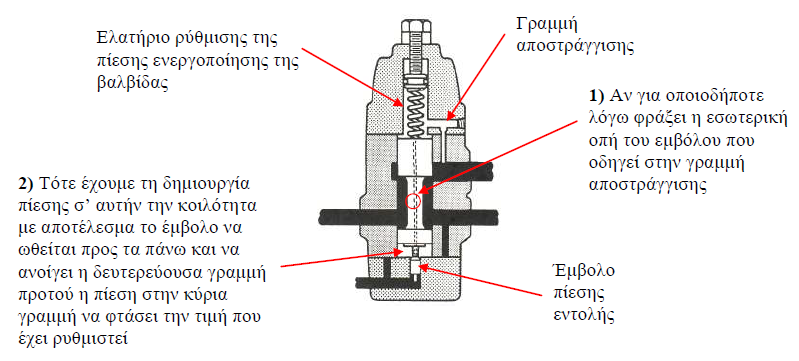 Ελατήριο ρύθμισης της
πίεσης ενεργοποίησης της
βαλβίδας
Γραμμή
αποστράγγισης
1) Αν για οποιοδήποτε
λόγω φράξει η εσωτερική
οπή του εμβόλου που
οδηγεί στην γραμμή
αποστράγγισης
2) Τότε έχουμε τη δημιουργία
πίεσης σ’ αυτήν την κοιλότητα
με αποτέλεσμα το έμβολο να
ωθείται προς τα πάνω και να
ανοίγει η δευτερεύουσα γραμμή
προτού η πίεση στην κύρια
γραμμή να φτάσει την τιμή που
έχει ρυθμιστεί
Έμβολο
πίεσης
εντολής